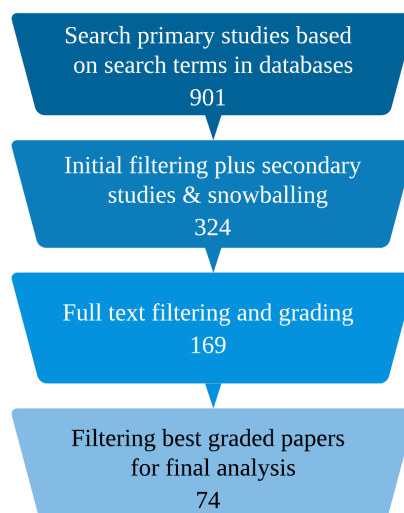 Search primary studies based
on search terms in databases
901
Initial filtering plus secondary
studies & snowballing
324
Full text filtering and grading
169
Filtering best graded papers
for final analysis
74